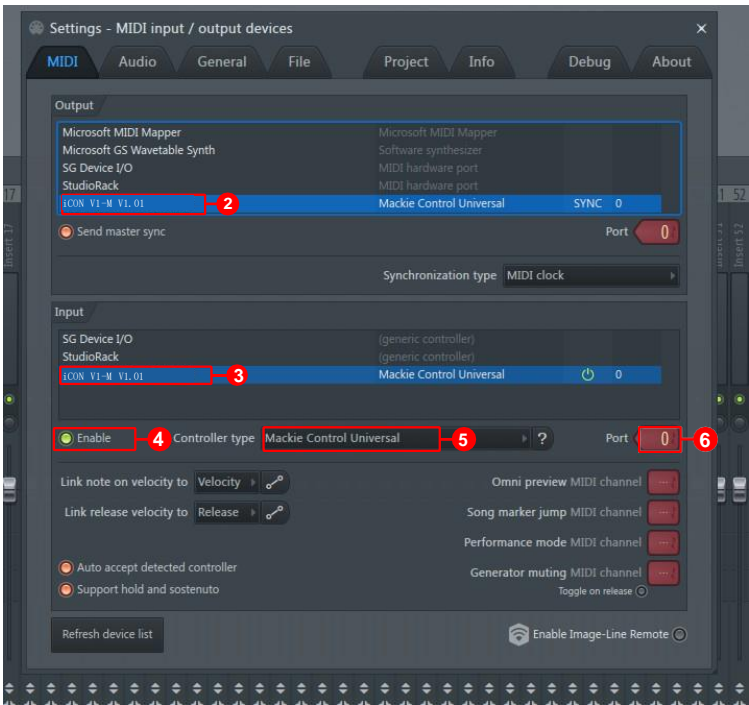 Settings - MIDI input / output devices
MIDI Audio General File Project Info Debug About
Output
Microsoft MIDI Mapper Microsoft MIDI Mapper
Microsoft GS Wavetable Synth Software synthesizer
SG Device I/O MIDI hardware port
StudioRack MIDI hardware port
iCON V1-M V1.01 2 Mackie Control Universal SYNC 0
Send master sync Port 0
Synchronization type MIDI clock
Input
SG Device I/O (generic controller)
StudioRack (generic controller)
iCON V1-M V1.01 3 Mackie Control Universal 0
Enable 4 Controller type Mackie Control Universal 5 ? Port 0 6
Link note on velocity to Velocity Omni preview MIDI channel ---
Link release velocity to Release Song marker jump MIDI channel ---
Performance mode MIDI channel ---
Auto accept detected controller Generator muting MIDI channel ---
Support hold and sostenuto Toggle on release
Refresh device list Enable Image-Line Remote
17
Insert 17
1 52
Insert 52